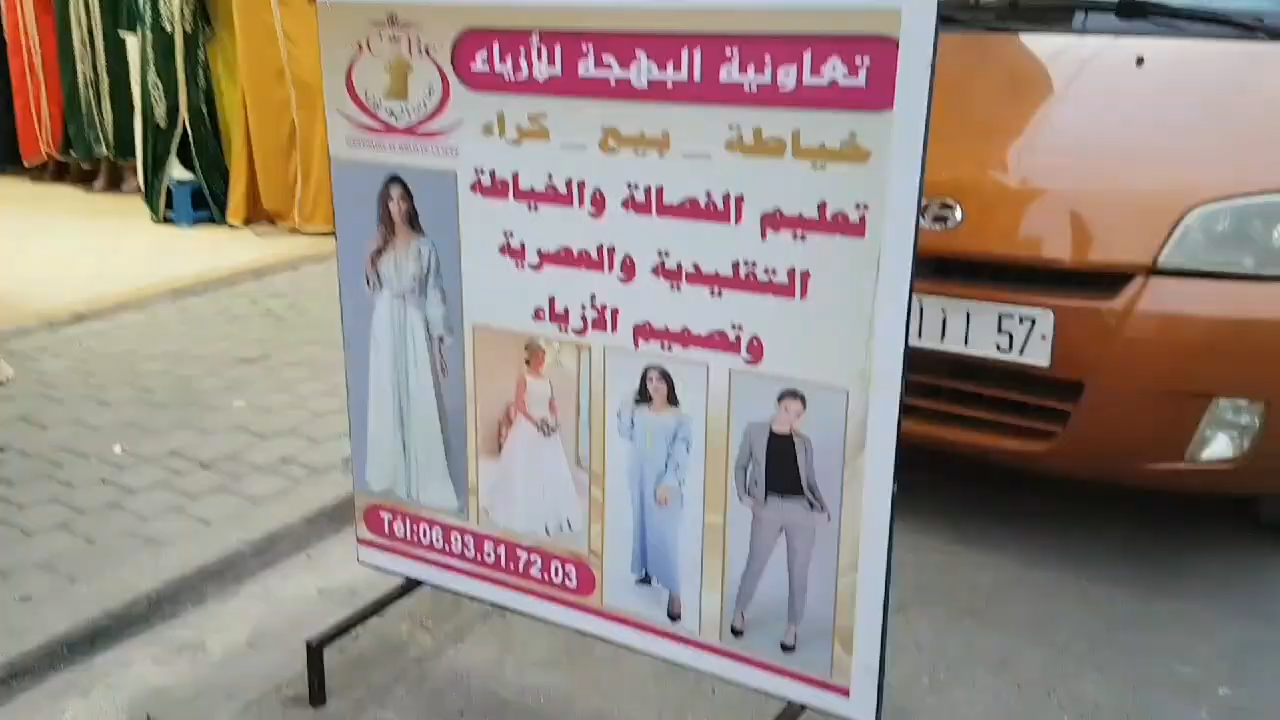 تعاونية البهجة للأزياء
خياطة _ بيع _ كراء
تعليم الفصالة والخياطة
التقليدية والعصرية
وتصميم الأزياء
Tél:06.93.51.72.03
111 57